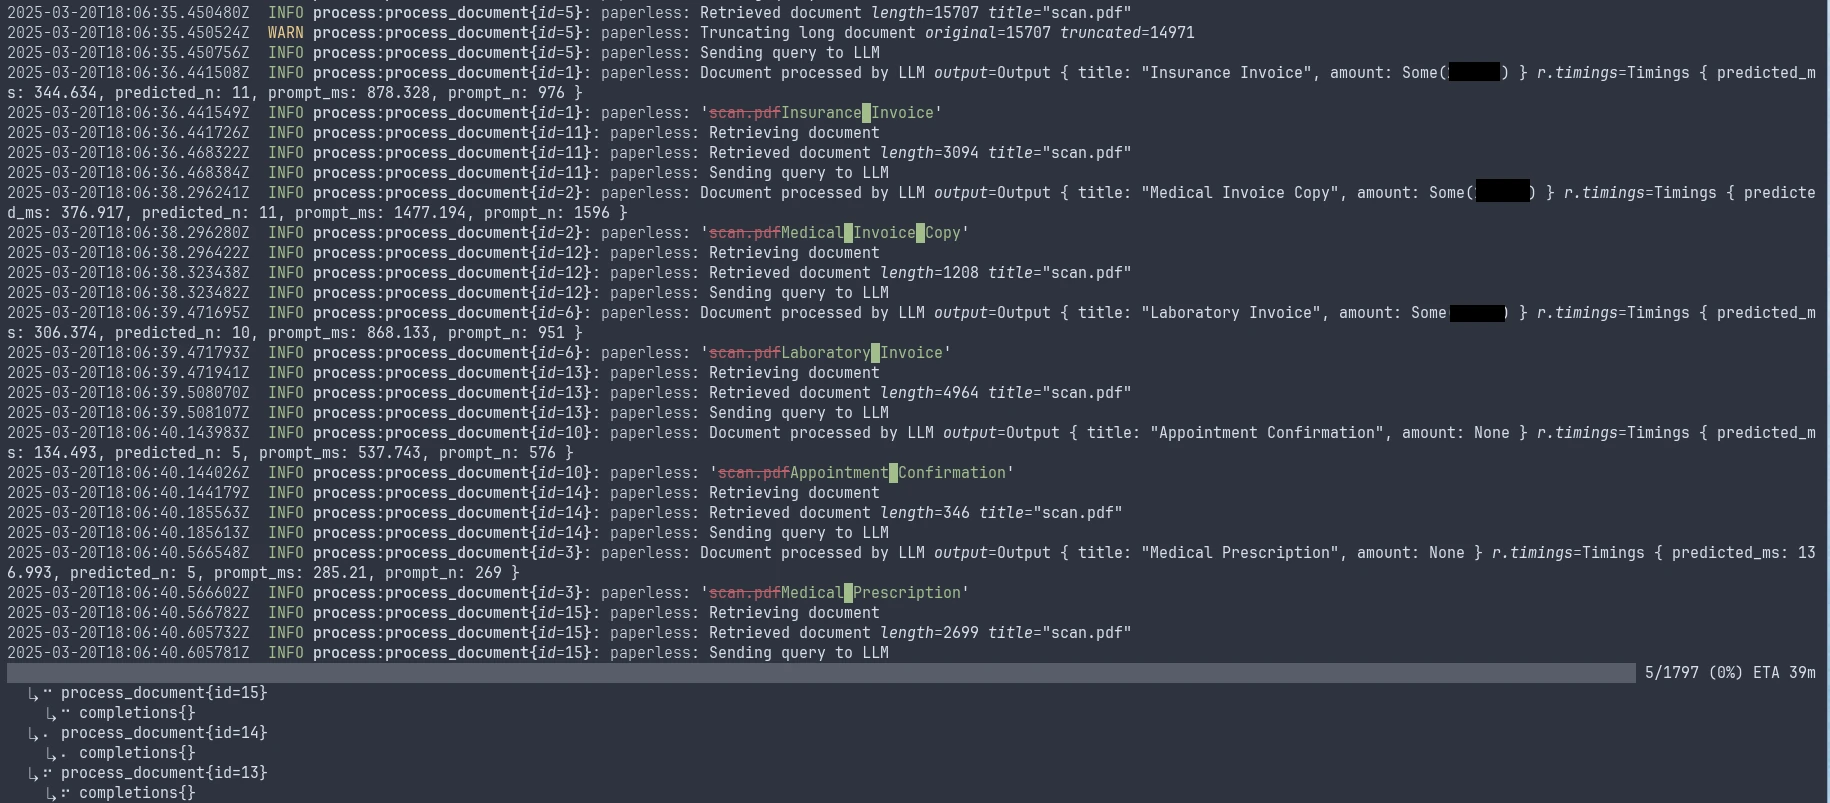 2025-03-20T18:06:35.450480Z  INFO process:process_document{id=5}: paperless: Retrieved document length=15707 title="scan.pdf"
2025-03-20T18:06:35.450524Z  WARN process:process_document{id=5}: paperless: Truncating long document original=15707 truncated=14971
2025-03-20T18:06:35.450756Z  INFO process:process_document{id=5}: paperless: Sending query to LLM
2025-03-20T18:06:36.441508Z  INFO process:process_document{id=1}: paperless: Document processed by LLM output=Output { title: "Insurance Invoice", amount: Some( ) } r.timings=Timings { predicted_m
s: 344.634, predicted_n: 11, prompt_ms: 878.328, prompt_n: 976 }
2025-03-20T18:06:36.441549Z  INFO process:process_document{id=1}: paperless: 'scan.pdfInsurance Invoice'
2025-03-20T18:06:36.441726Z  INFO process:process_document{id=11}: paperless: Retrieving document
2025-03-20T18:06:36.468322Z  INFO process:process_document{id=11}: paperless: Retrieved document length=3094 title="scan.pdf"
2025-03-20T18:06:36.468384Z  INFO process:process_document{id=11}: paperless: Sending query to LLM
2025-03-20T18:06:38.296241Z  INFO process:process_document{id=2}: paperless: Document processed by LLM output=Output { title: "Medical Invoice Copy", amount: Some( ) } r.timings=Timings { predicte
d_ms: 376.917, predicted_n: 11, prompt_ms: 1477.194, prompt_n: 1596 }
2025-03-20T18:06:38.296280Z  INFO process:process_document{id=2}: paperless: 'scan.pdfMedical Invoice Copy'
2025-03-20T18:06:38.296422Z  INFO process:process_document{id=12}: paperless: Retrieving document
2025-03-20T18:06:38.323438Z  INFO process:process_document{id=12}: paperless: Retrieved document length=1208 title="scan.pdf"
2025-03-20T18:06:38.323482Z  INFO process:process_document{id=12}: paperless: Sending query to LLM
2025-03-20T18:06:39.471695Z  INFO process:process_document{id=6}: paperless: Document processed by LLM output=Output { title: "Laboratory Invoice", amount: Some ) } r.timings=Timings { predicted_m
s: 306.374, predicted_n: 10, prompt_ms: 868.133, prompt_n: 951 }
2025-03-20T18:06:39.471793Z  INFO process:process_document{id=6}: paperless: 'scan.pdfLaboratory Invoice'
2025-03-20T18:06:39.471941Z  INFO process:process_document{id=13}: paperless: Retrieving document
2025-03-20T18:06:39.508070Z  INFO process:process_document{id=13}: paperless: Retrieved document length=4964 title="scan.pdf"
2025-03-20T18:06:39.508107Z  INFO process:process_document{id=13}: paperless: Sending query to LLM
2025-03-20T18:06:40.143983Z  INFO process:process_document{id=10}: paperless: Document processed by LLM output=Output { title: "Appointment Confirmation", amount: None } r.timings=Timings { predicted_m
s: 134.493, predicted_n: 5, prompt_ms: 537.743, prompt_n: 576 }
2025-03-20T18:06:40.144026Z  INFO process:process_document{id=10}: paperless: 'scan.pdfAppointment Confirmation'
2025-03-20T18:06:40.144179Z  INFO process:process_document{id=14}: paperless: Retrieving document
2025-03-20T18:06:40.185563Z  INFO process:process_document{id=14}: paperless: Retrieved document length=346 title="scan.pdf"
2025-03-20T18:06:40.185613Z  INFO process:process_document{id=14}: paperless: Sending query to LLM
2025-03-20T18:06:40.566548Z  INFO process:process_document{id=3}: paperless: Document processed by LLM output=Output { title: "Medical Prescription", amount: None } r.timings=Timings { predicted_ms: 13
6.993, predicted_n: 5, prompt_ms: 285.21, prompt_n: 269 }
2025-03-20T18:06:40.566602Z  INFO process:process_document{id=3}: paperless: 'scan.pdfMedical Prescription'
2025-03-20T18:06:40.566782Z  INFO process:process_document{id=15}: paperless: Retrieving document
2025-03-20T18:06:40.605732Z  INFO process:process_document{id=15}: paperless: Retrieved document length=2699 title="scan.pdf"
2025-03-20T18:06:40.605781Z  INFO process:process_document{id=15}: paperless: Sending query to LLM
5/1797 (0%) ETA 39m
process_document{id=15}
completions{}
process_document{id=14}
completions{}
process_document{id=13}
completions{}